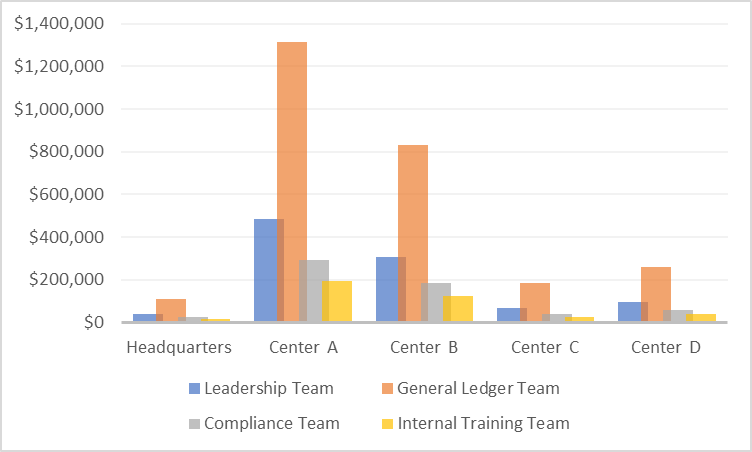 $1,400,000
$1,200,000
$1,000,000
$800,000
$600,000
$400,000
$200,000
$0
Headquarters Center A Center B Center C Center D
Leadership Team General Ledger Team
Compliance Team Internal Training Team